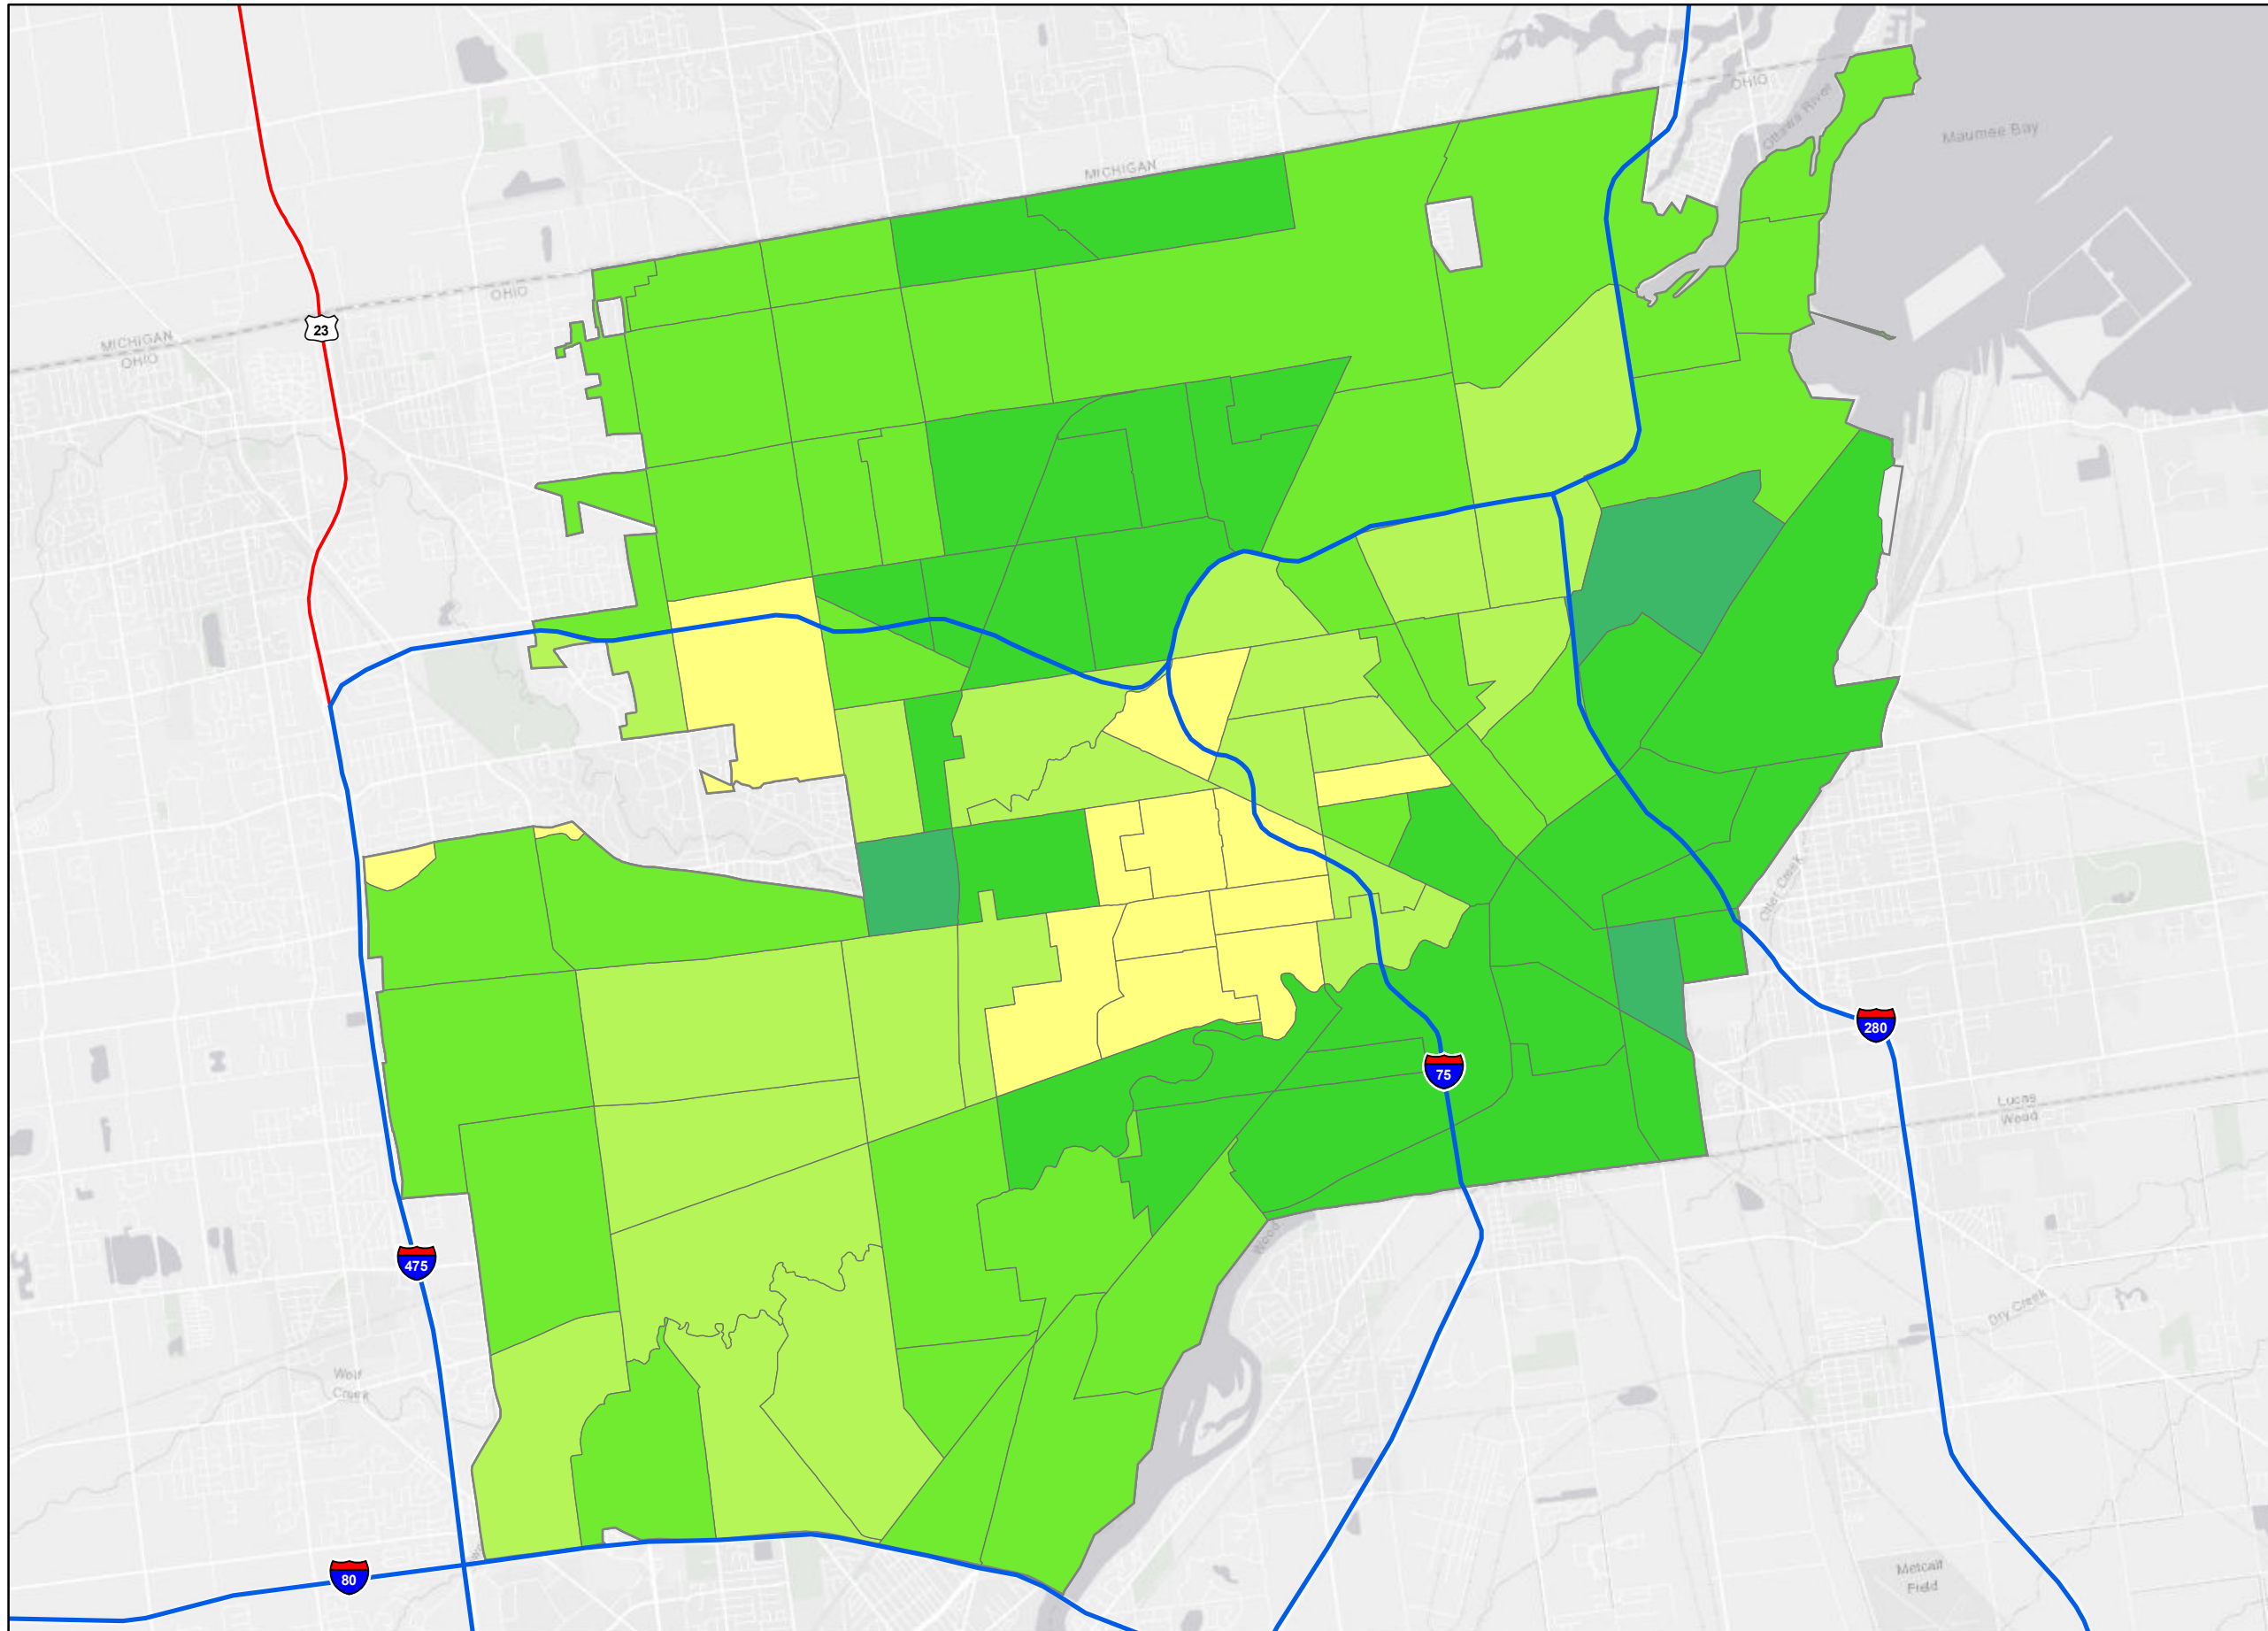 OHIO
Ottawa River
Maumee Bay
MICHIGAN
OHIO
23
MICHIGAN
OHIO
Otter Creek
280
75
Lucas
Wood
Wood
475
Dry Creek
Wolf
Creek
80
Metcalf
Field